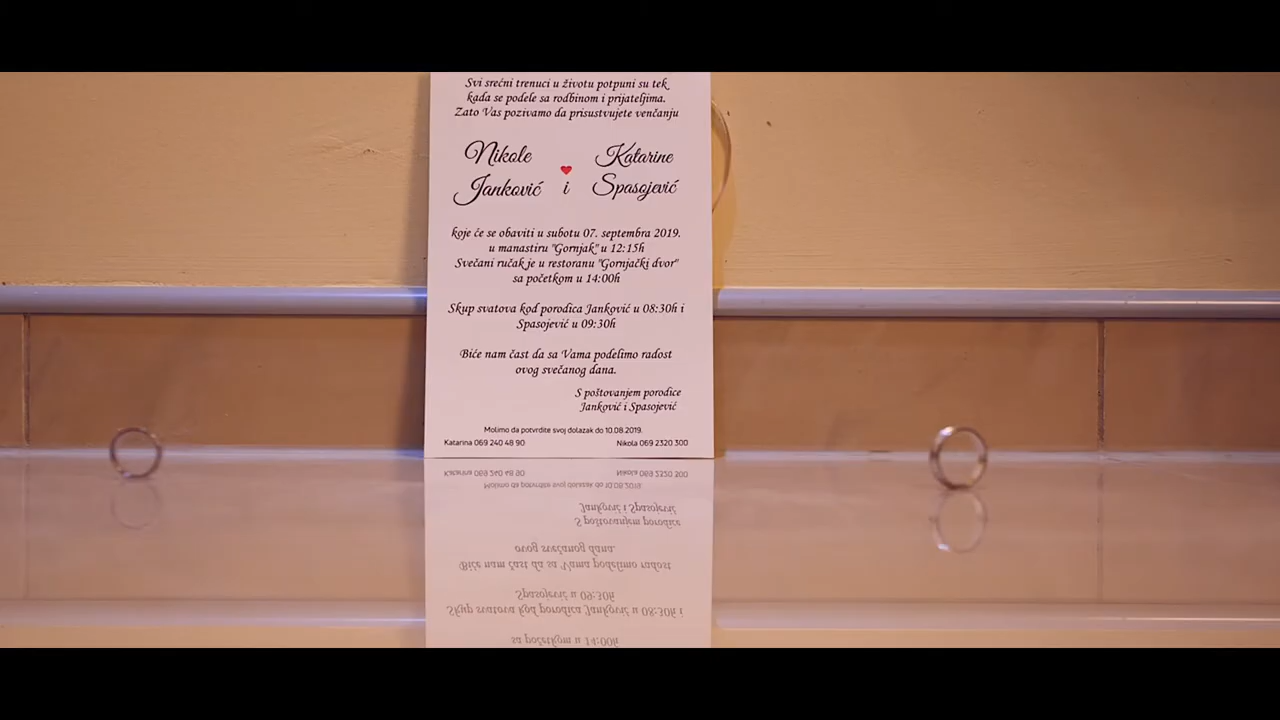 Svi srećni trenuci u životu potpuni su tek
kada se podele sa rodbinom i prijateljima.
Zato Vas pozivamo da prisustvujete venčanju
Nikole Katarine
Janković i Spasojević
koje će se obaviti u subotu 07. septembra 2019.
u manastiru "Gornjak" u 12:15h
Svečani ručak je u restoranu "Gornjački dvor"
sa početkom u 14:00h
Skup svatova kod porodica Janković u 08:30h i
Spasojević u 09:30h
Biće nam čast da sa Vama podelimo radost
ovog svečanog dana.
S poštovanjem porodice
Janković i Spasojević
Molimo da potvrdite svoj dolazak do 10.08.2019.
Katarina 069 240 48 90 Nikola 069 2320 300